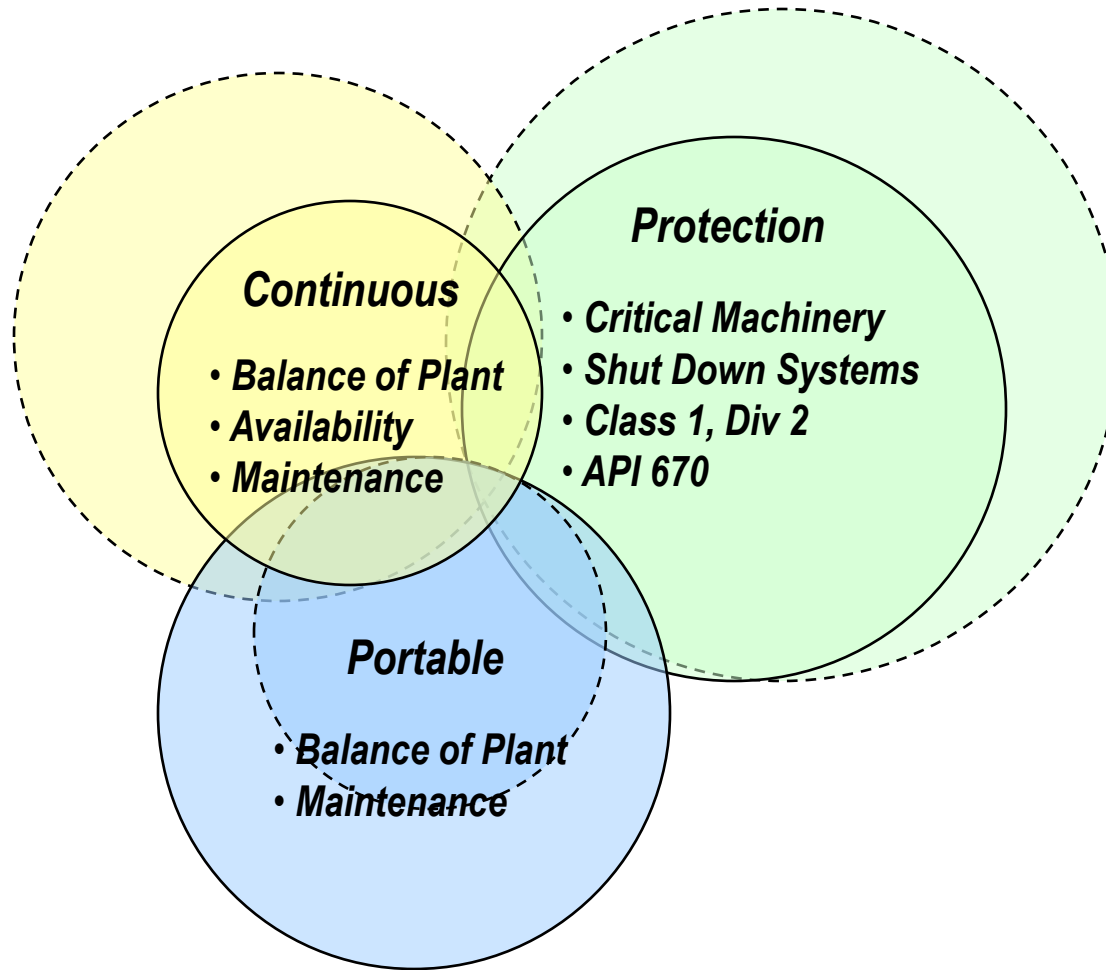 Protection
• Critical Machinery
• Shut Down Systems
• Class 1, Div 2
• API 670
Continuous
• Balance of Plant
• Availability
• Maintenance
Portable
• Balance of Plant
• Maintenance